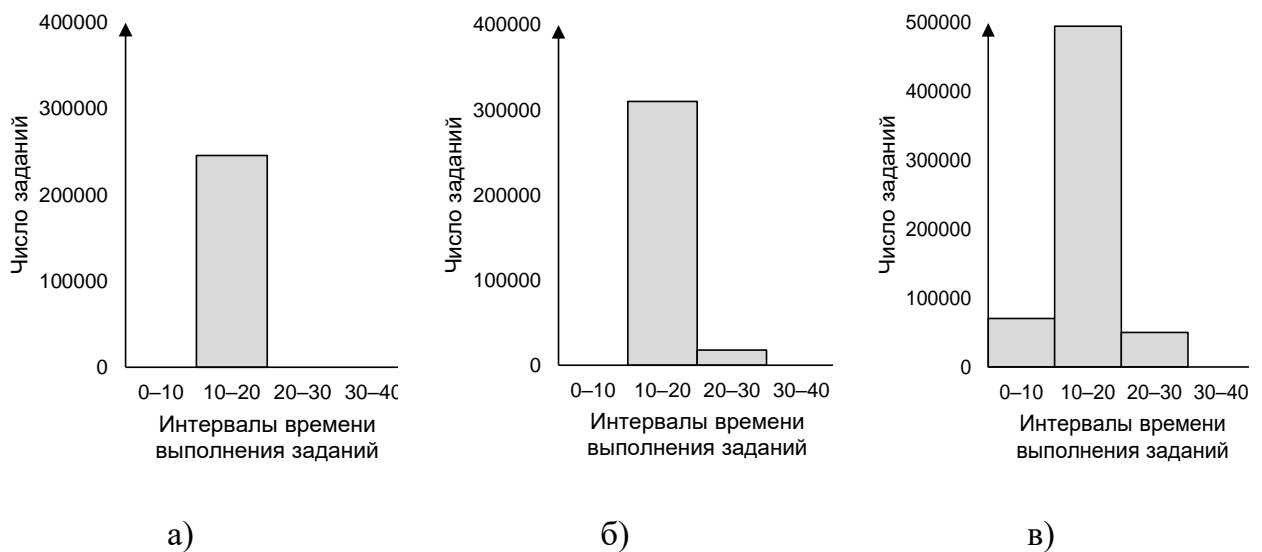 400000
300000
200000
100000
0
Число заданий
0–10 10–20 20–30 30–40
Интервалы времени
выполнения заданий
а)
400000
300000
200000
100000
0
Число заданий
0–10 10–20 20–30 30–40
Интервалы времени
выполнения заданий
б)
500000
400000
300000
200000
100000
0
Число заданий
0–10 10–20 20–30 30–40
Интервалы времени
выполнения заданий
в)